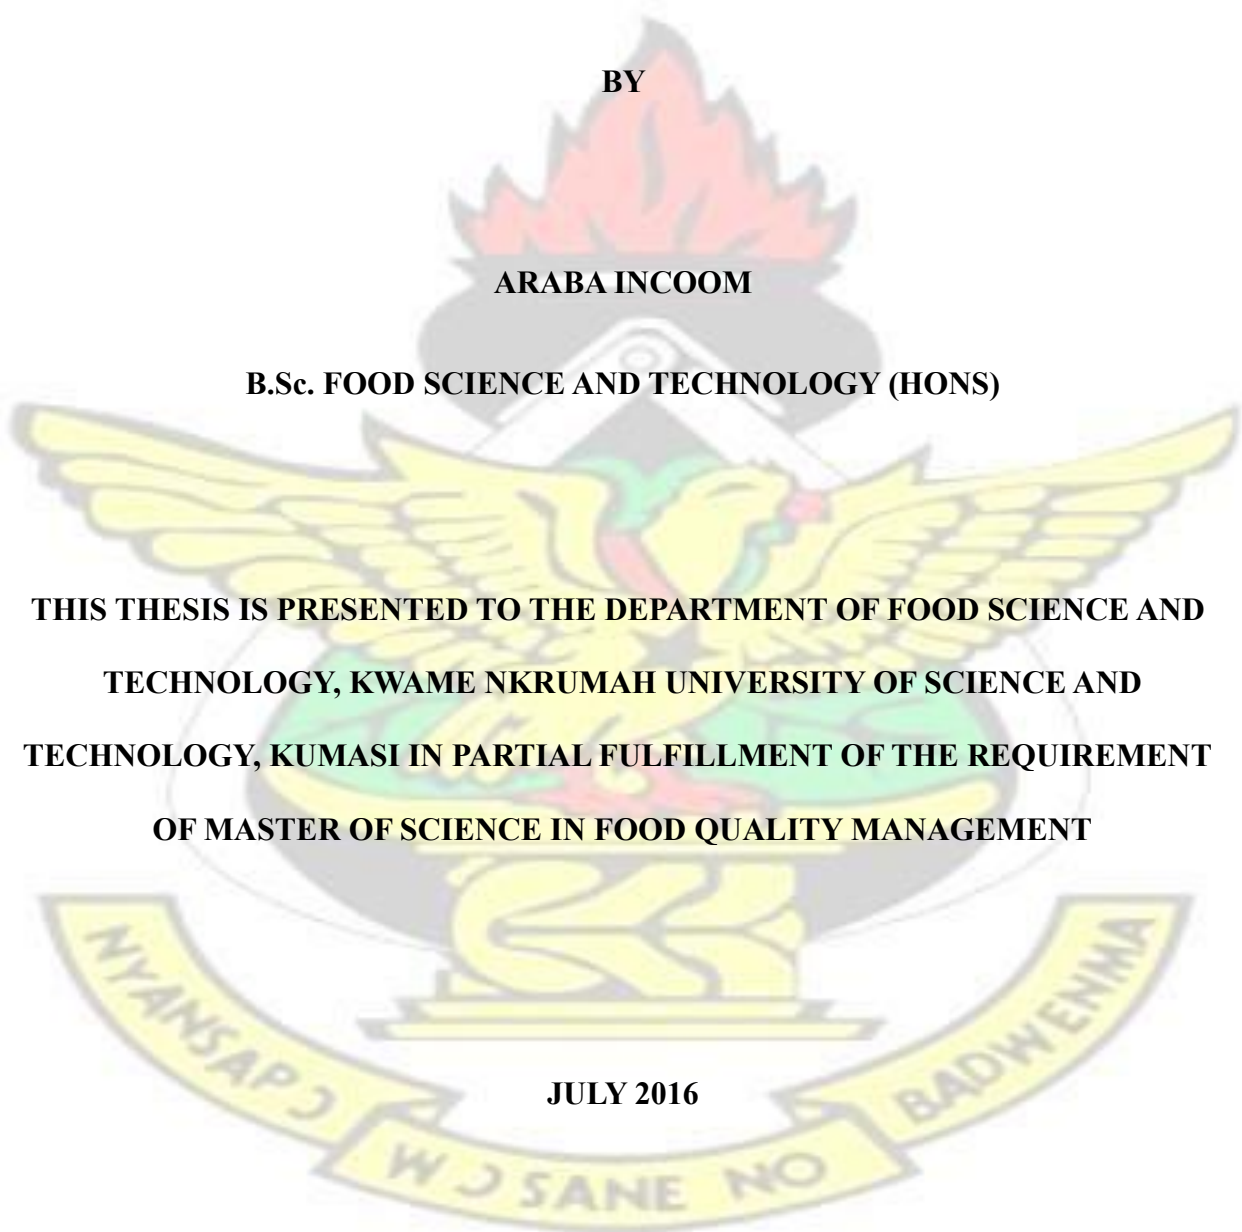 BY
ARABA INCOOM
B.Sc. FOOD SCIENCE AND TECHNOLOGY (HONS)
THIS THESIS IS PRESENTED TO THE DEPARTMENT OF FOOD SCIENCE AND
TECHNOLOGY, KWAME NKRUMAH UNIVERSITY OF SCIENCE AND
TECHNOLOGY, KUMASI IN PARTIAL FULFILLMENT OF THE REQUIREMENT
OF MASTER OF SCIENCE IN FOOD QUALITY MANAGEMENT
JULY 2016
NYANSAPƆ WƆSANE NO BADWENMA